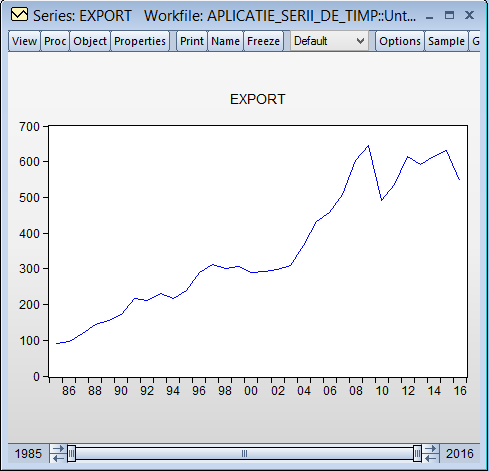 Series: EXPORT Workfile: APLICATIE_SERII_DE_TIMP::Unt...
View Proc Object Properties Print Name Freeze Default Options Sample G
EXPORT
700
600
500
400
300
200
100
0
86 88 90 92 94 96 98 00 02 04 06 08 10 12 14 16
1985 2016